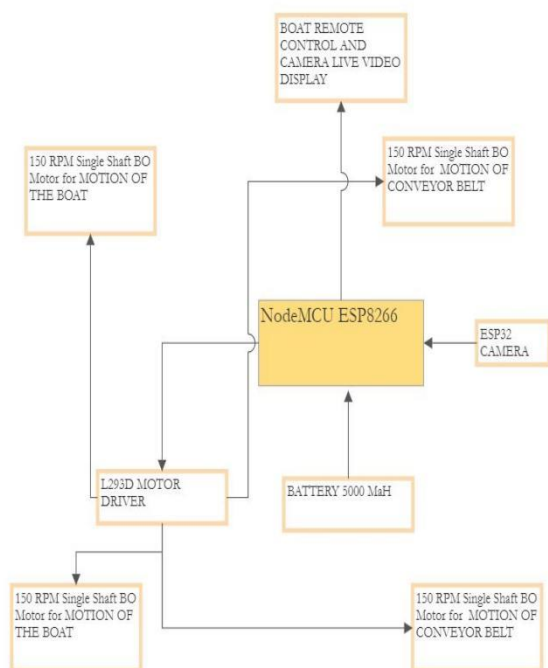 BOAT REMOTE
CONTROL AND
CAMERA LIVE VIDEO
DISPLAY
150 RPM Single Shaft BO
Motor for MOTION OF
THE BOAT
150 RPM Single Shaft BO
Motor for MOTION OF
CONVEYOR BELT
NodeMCU ESP8266
ESP32
CAMERA
L293D MOTOR
DRIVER
BATTERY 5000 MaH
150 RPM Single Shaft BO
Motor for MOTION OF
THE BOAT
150 RPM Single Shaft BO
Motor for MOTION OF
CONVEYOR BELT